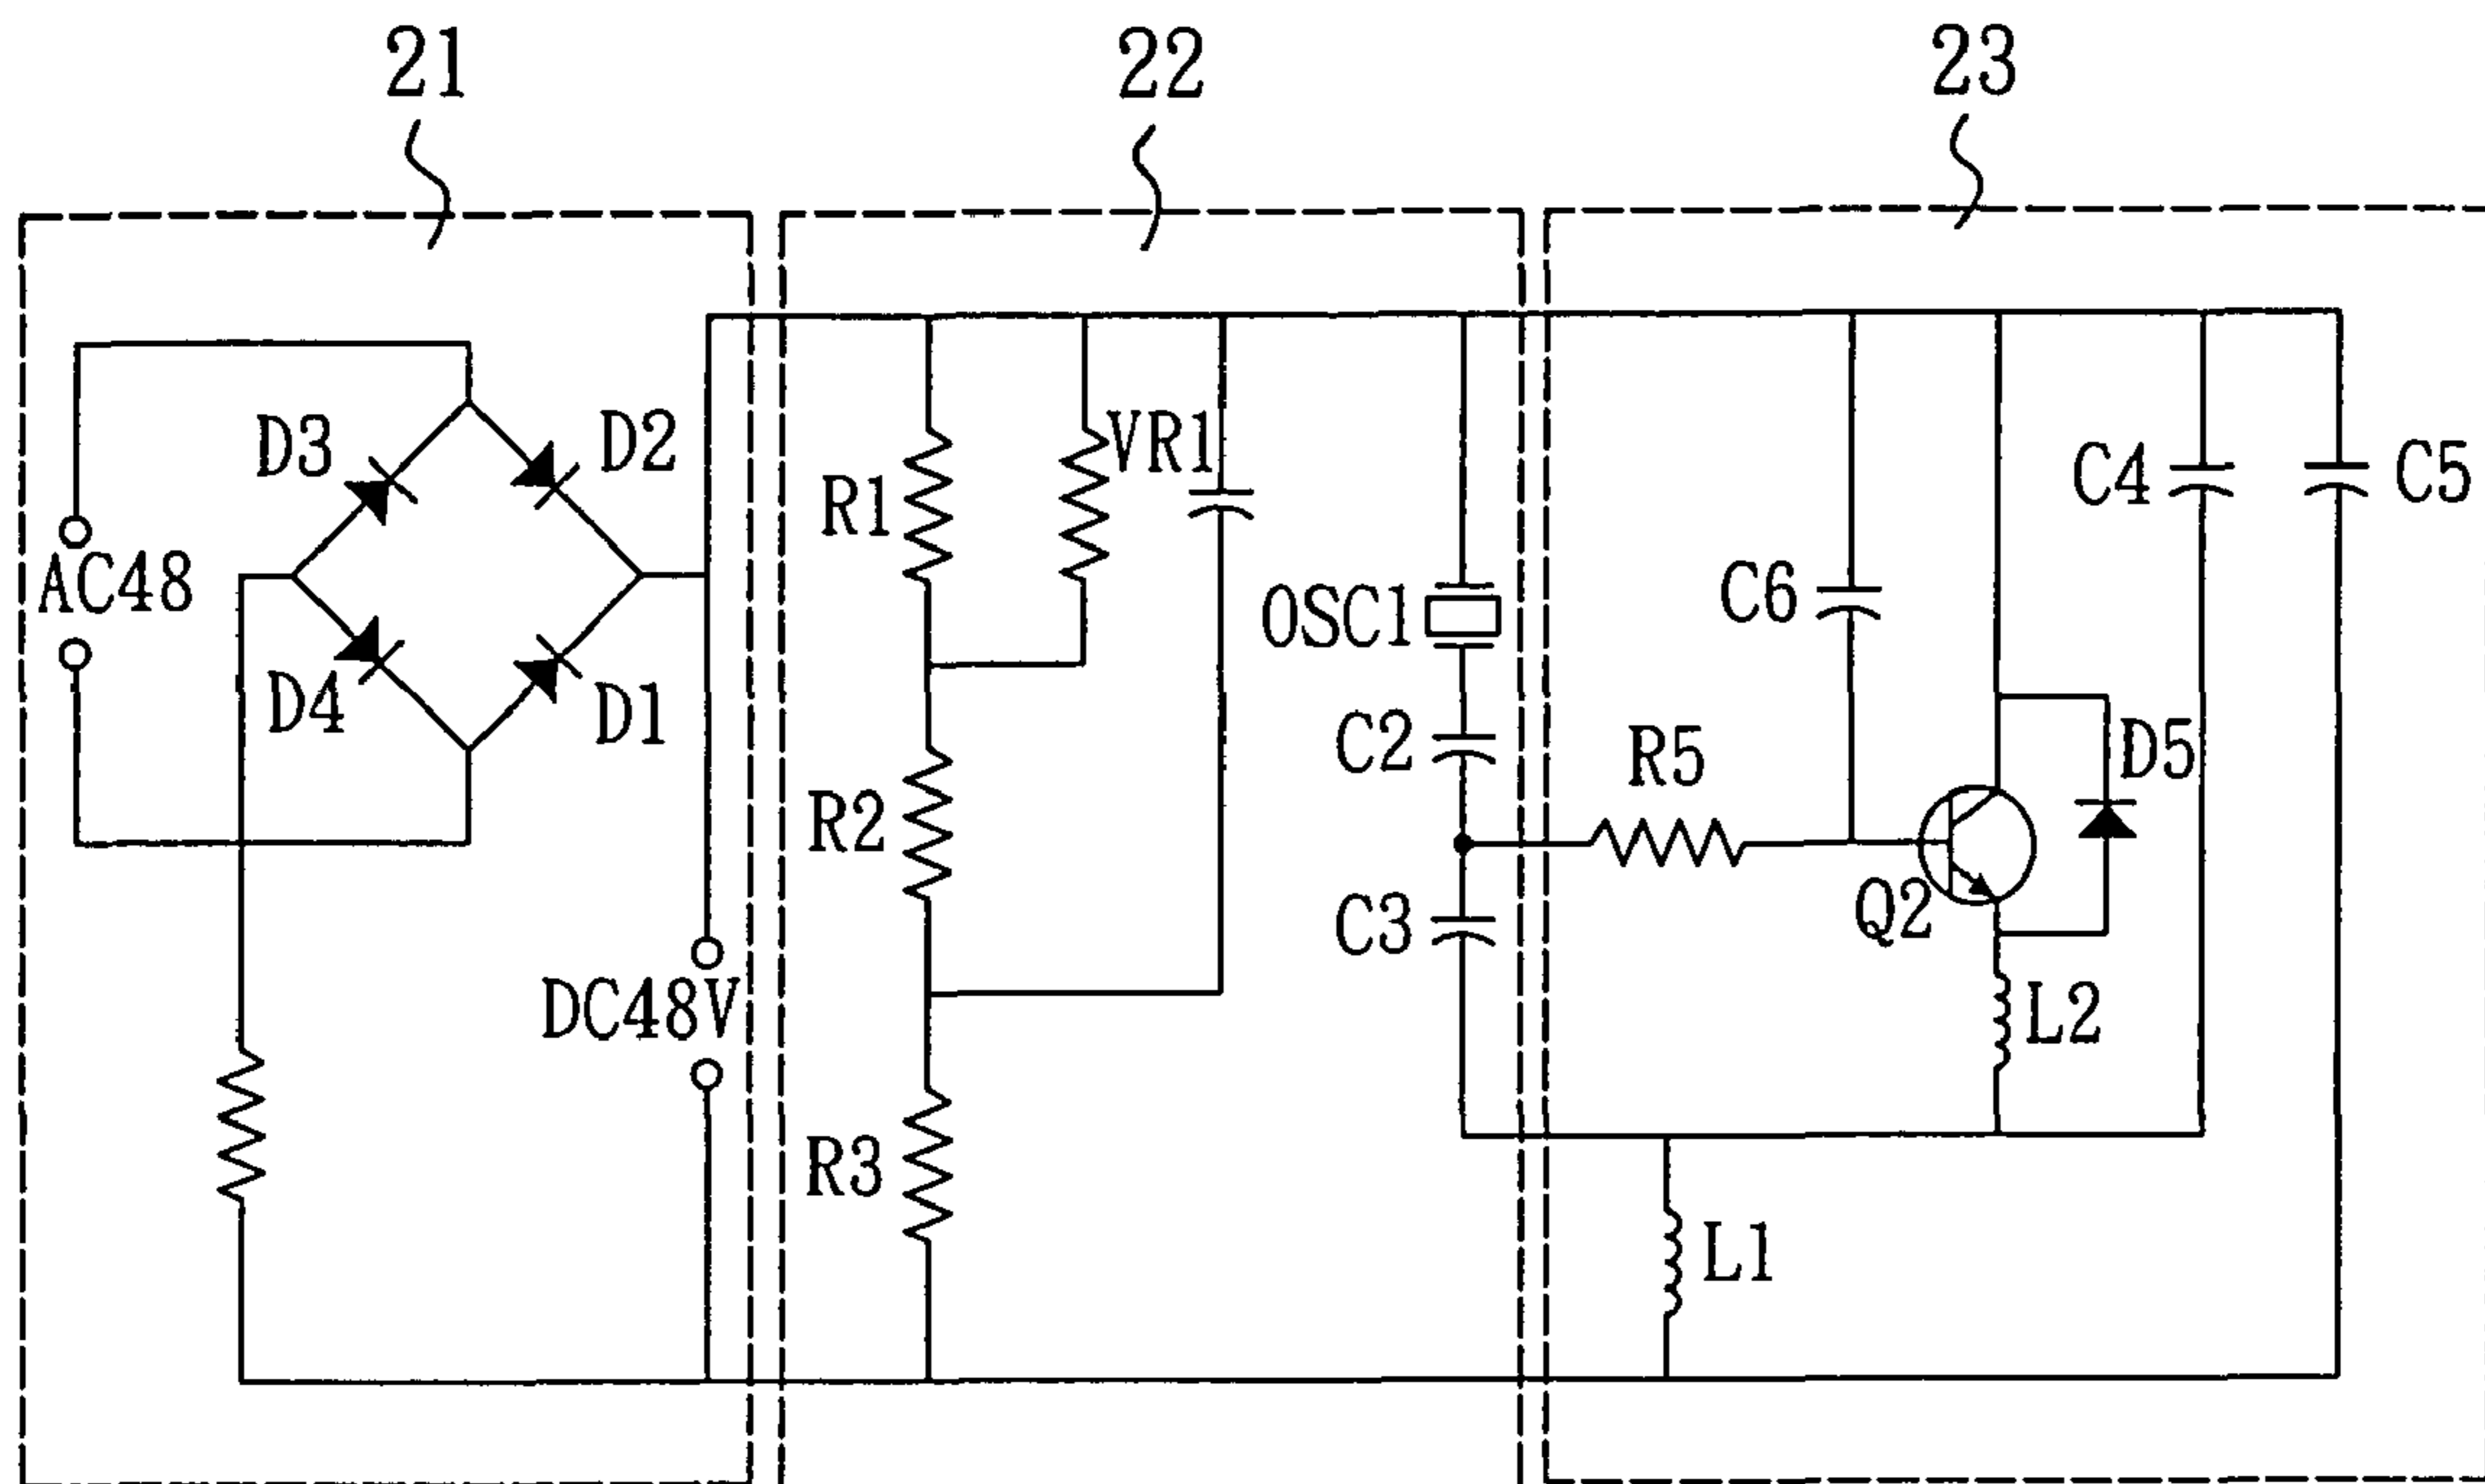 21
22
23
D3
D2
VR1
R1
C4
C5
AC48
OSC1
C6
D4
D1
C2
R5
D5
R2
C3
Q2
DC48V
L2
R3
L1